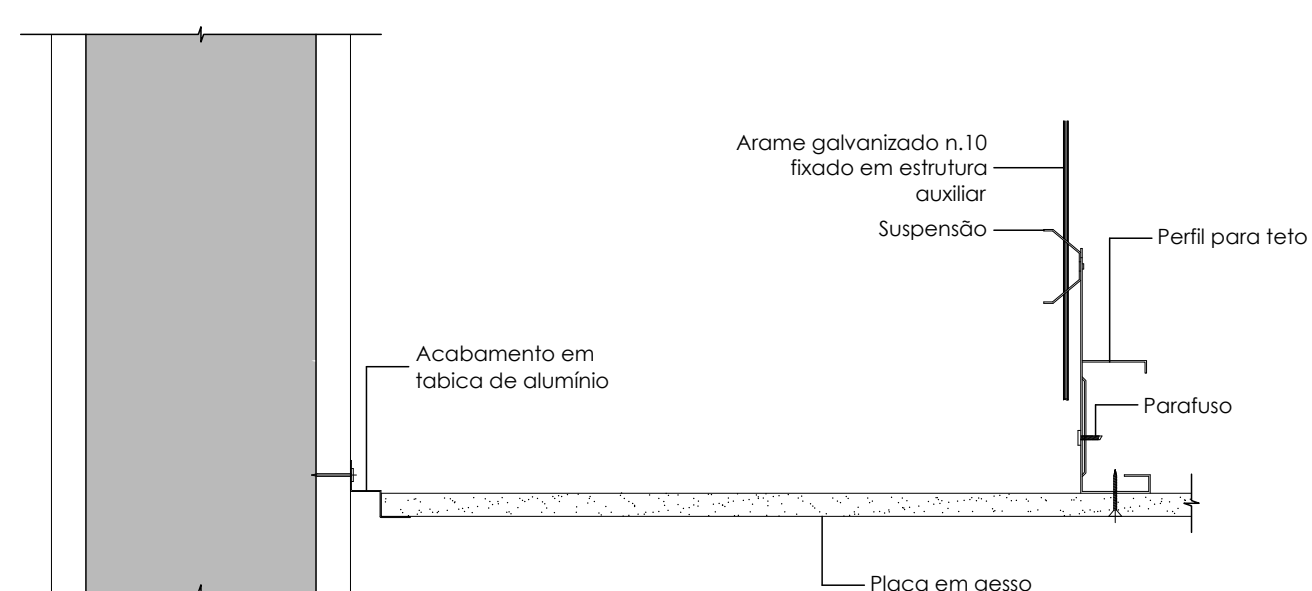 Arame galvanizado n.10
fixado em estrutura
auxiliar
Suspensão
Perfil para teto
Acabamento em
tabica de alumínio
Parafuso
Placa em gesso